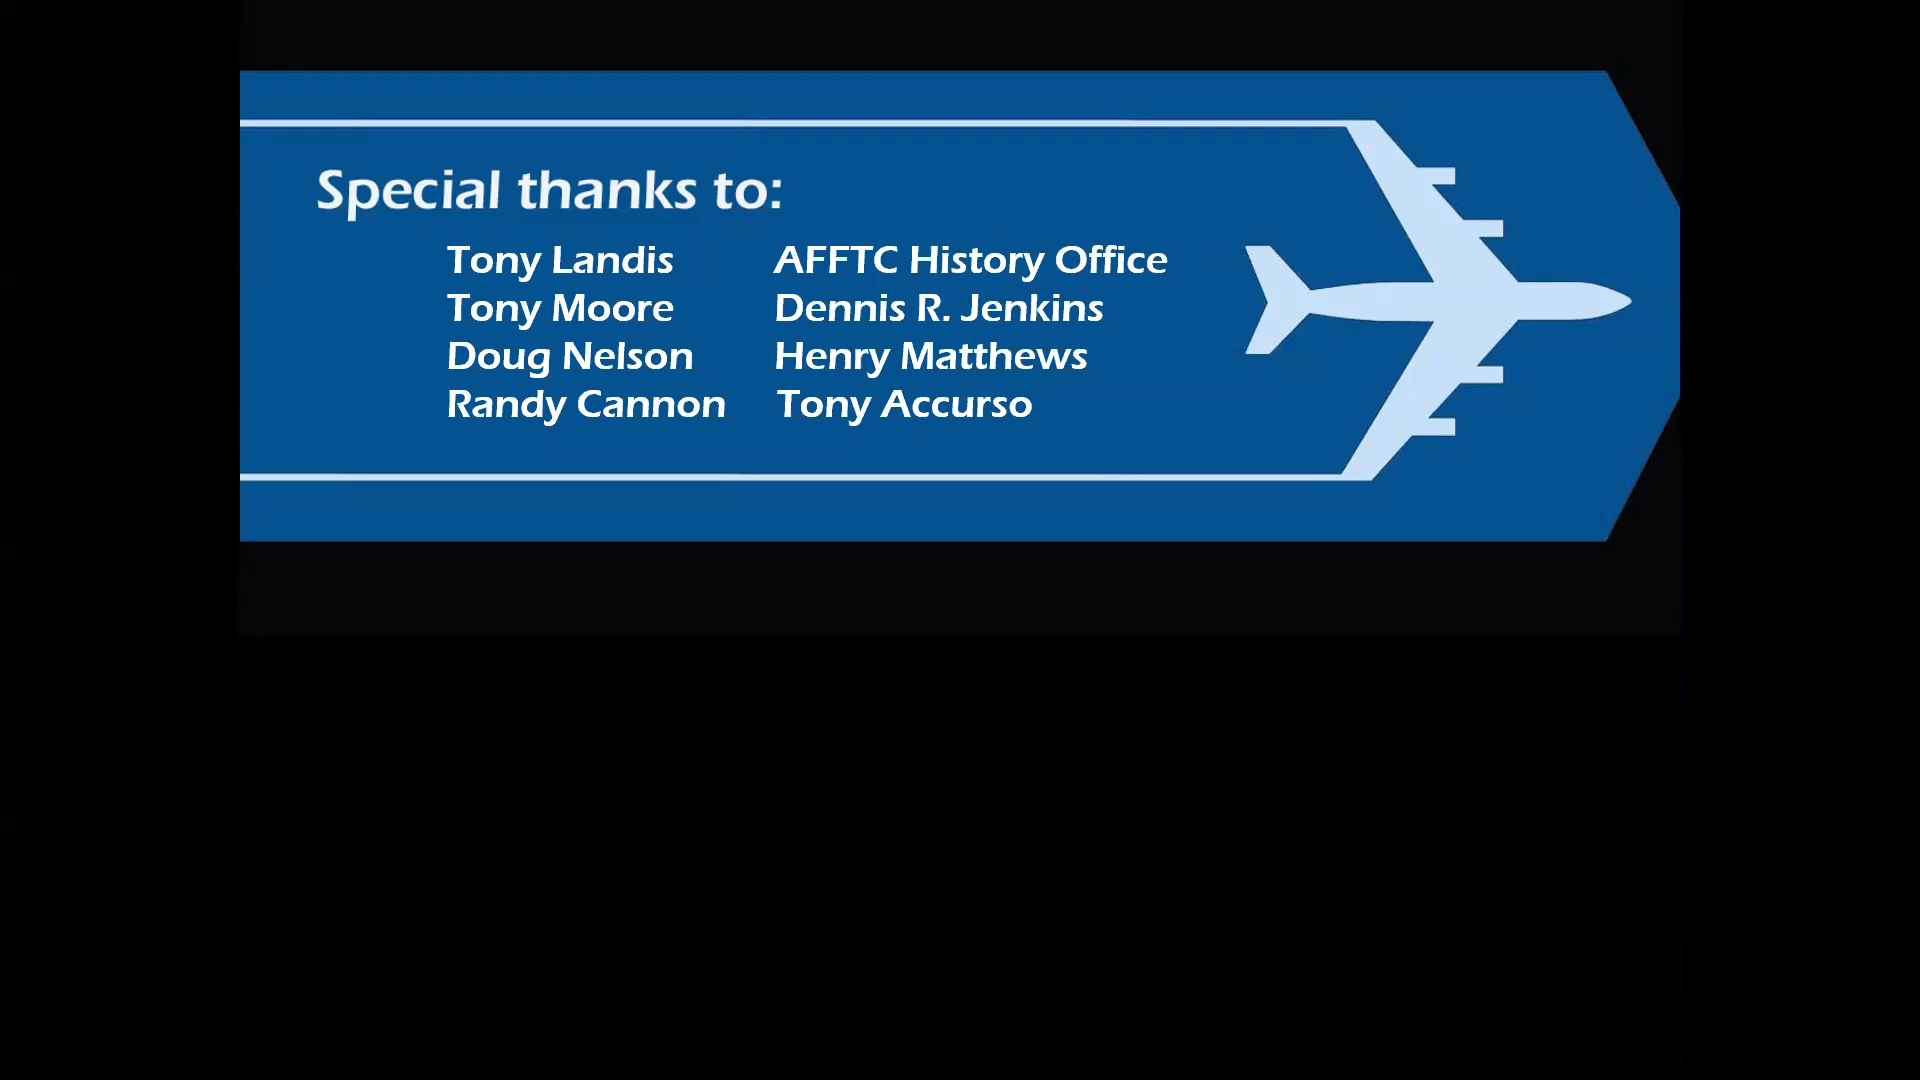 Special thanks to:
Tony Landis AFFTC History Office
Tony Moore Dennis R. Jenkins
Doug Nelson Henry Matthews
Randy Cannon Tony Accurso